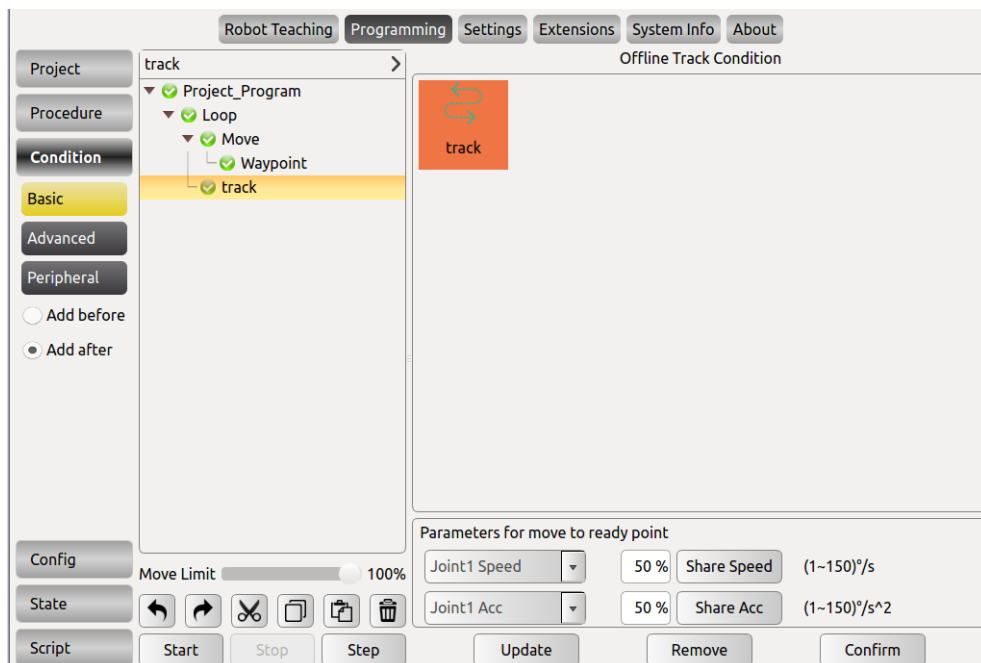 Robot Teaching Programming Settings Extensions System Info About
Project
Procedure
Condition
Basic
Advanced
Peripheral
Add before
Add after
Config
State
Script
track >
Project_Program
Loop
Move
Waypoint
track
Move Limit 100%
Start Stop Step
Offline Track Condition
track
Parameters for move to ready point
Joint1 Speed 50 % Share Speed (1~150)°/s
Joint1 Acc 50 % Share Acc (1~150)°/s^2
Update Remove Confirm